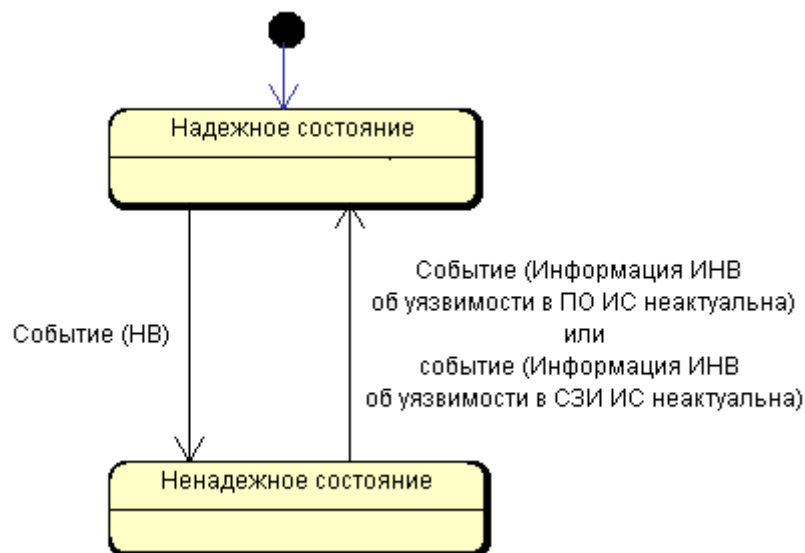 Надежное состояние
Событие (НВ)
Событие (Информация ИНВ
об уязвимости в ПО ИС неактуальна)
или
событие (Информация ИНВ
об уязвимости в СЗИ ИС неактуальна)
Ненадежное состояние